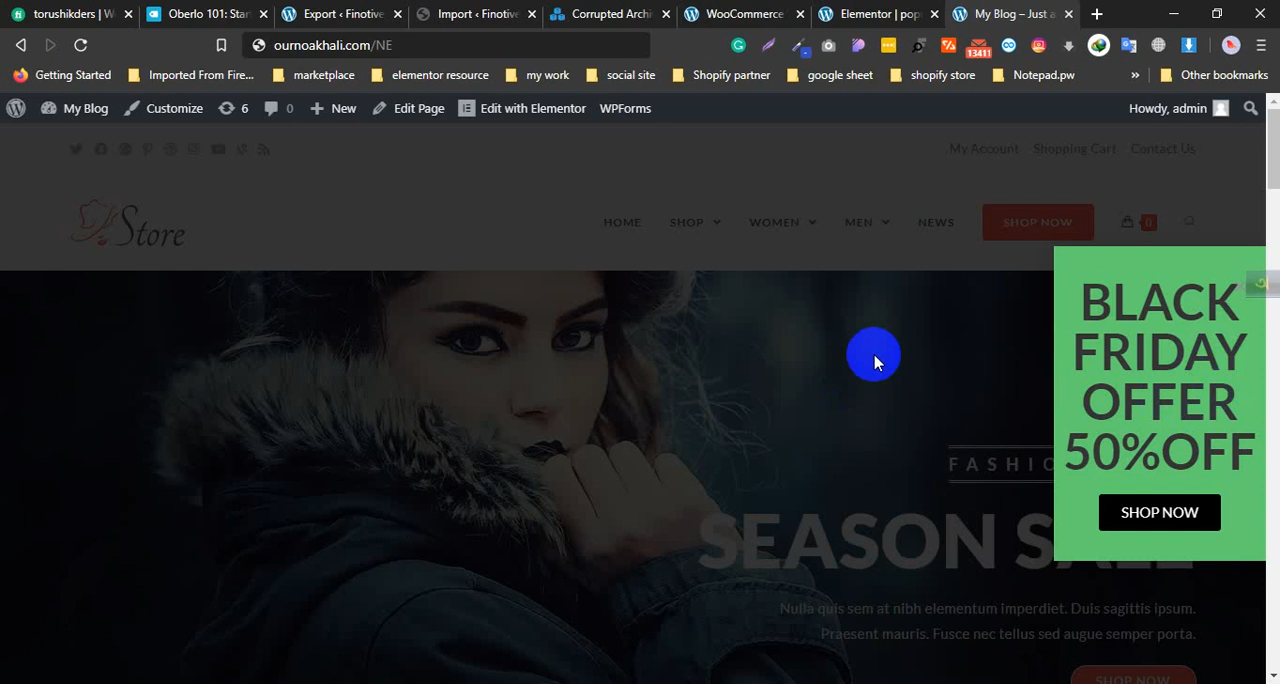 torushikders | W
Oberlo 101: Star
Export ‹ Finotive
Import ‹ Finotive
Corrupted Archi
WooCommerce
Elementor | pop
My Blog – Just a
ournoakhali.com/NE
13411
Getting Started
Imported From Fire...
marketplace
elementor resource
my work
social site
Shopify partner
google sheet
shopify store
Notepad.pw
»
Other bookmarks
My Blog
Customize
6
0
New
Edit Page
Edit with Elementor
WPForms
Howdy, admin
My Account
Shopping Cart
Contact Us
Store
HOME
SHOP
WOMEN
MEN
NEWS
SHOP NOW
0
BLACK
FRIDAY
OFFER
50%OFF
SHOP NOW
FASHIO
SEASON SALE
Nulla quis sem at nibh elementum imperdiet. Duis sagittis ipsum.
Praesent mauris. Fusce nec tellus sed augue semper porta.
SHOP NOW